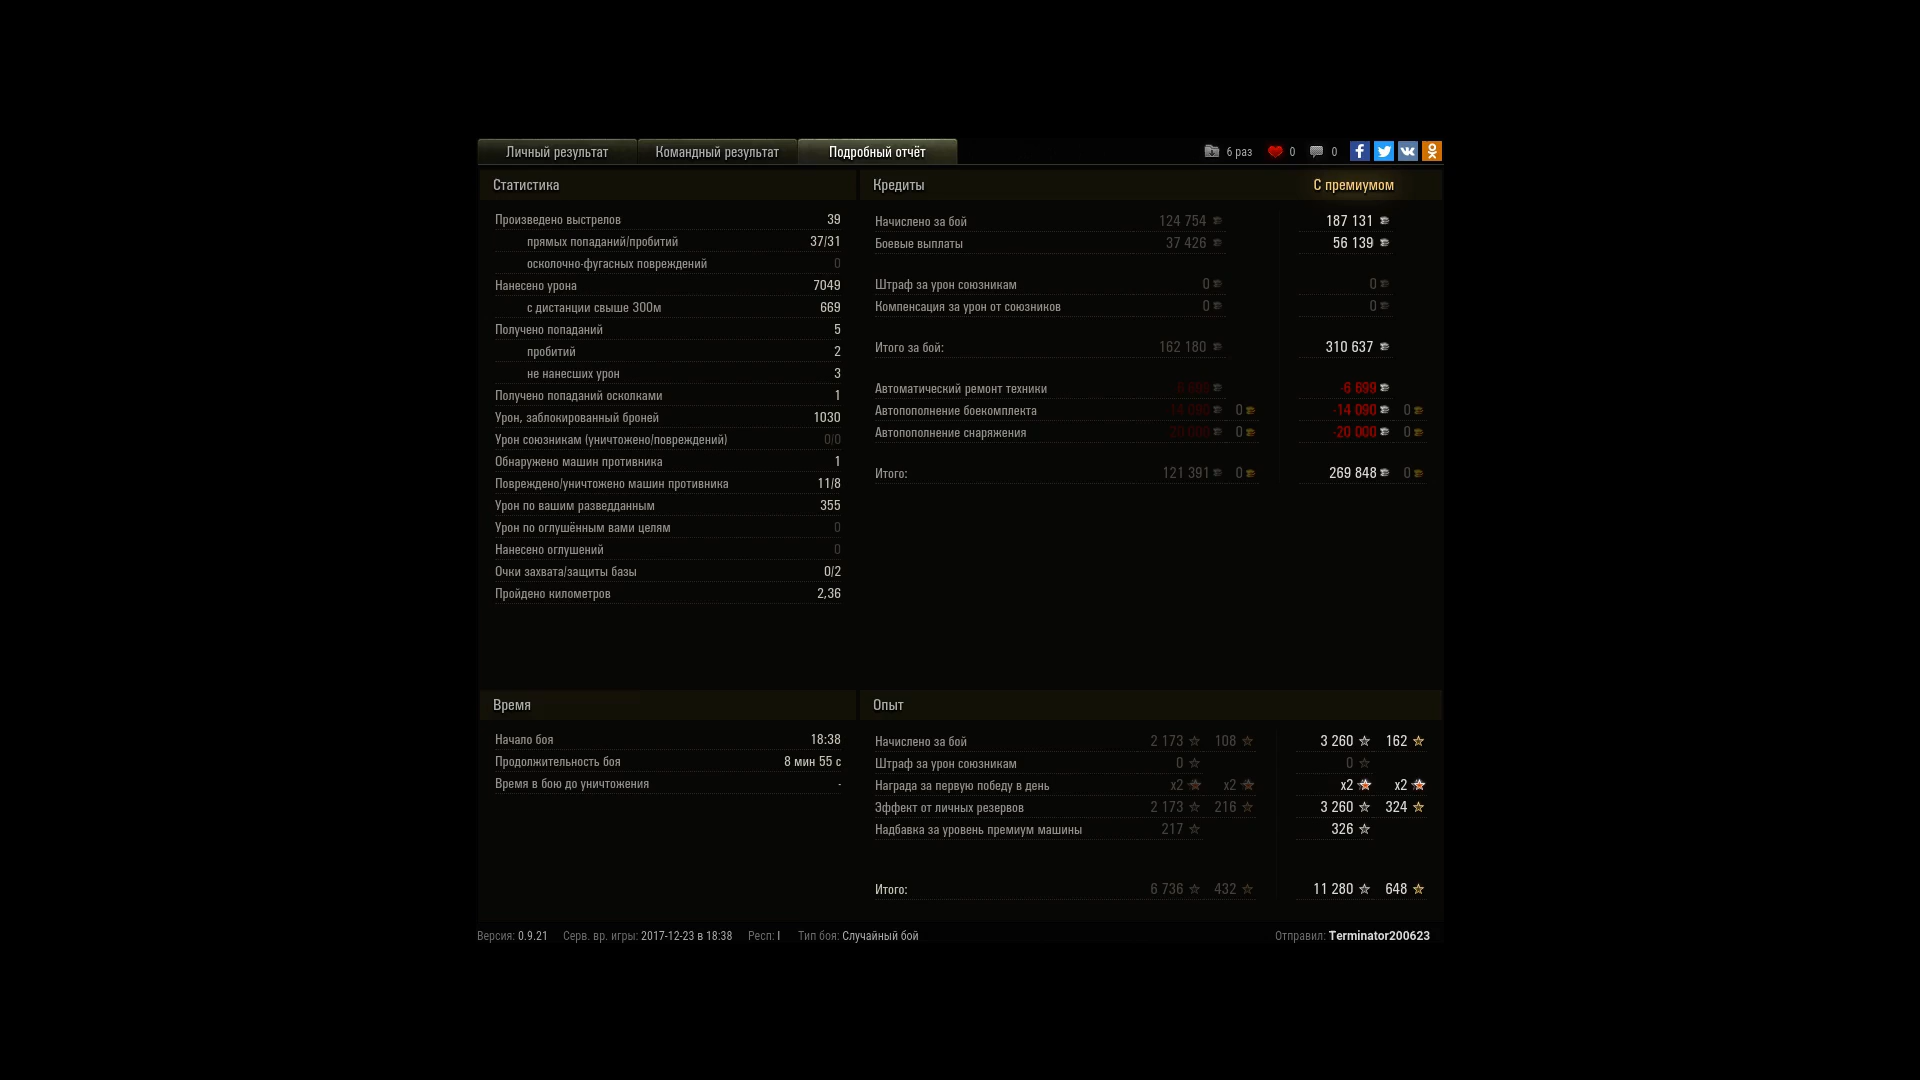 Личный результат Командный результат Подробный отчёт 6 раз 0 0
Статистика
Произведено выстрелов 39
прямых попаданий/пробитий 37/31
осколочно-фугасных повреждений 0
Нанесено урона 7049
с дистанции свыше 300м 669
Получено попаданий 5
пробитий 2
не нанесших урон 3
Получено попаданий осколками 1
Урон, заблокированный броней 1030
Урон союзникам (уничтожено/повреждений) 0/0
Обнаружено машин противника 1
Повреждено/уничтожено машин противника 11/8
Урон по вашим разведданным 355
Урон по оглушённым вами целям 0
Нанесено оглушений 0
Очки захвата/защиты базы 0/2
Пройдено километров 2,36
Кредиты С премиумом
Начислено за бой 124 754 187 131
Боевые выплаты 37 426 56 139
Штраф за урон союзникам 0 0
Компенсация за урон от союзников 0 0
Итого за бой: 162 180 310 637
Автоматический ремонт техники -6 699
Автопополнение боекомплекта -14 090 0 -14 090 0
Автопополнение снаряжения -20 000 0 -20 000 0
Итого: 121 391 0 269 848 0
Время
Начало боя 18:38
Продолжительность боя 8 мин 55 с
Время в бою до уничтожения -
Опыт
Начислено за бой 2 173 108 3 260 162
Штраф за урон союзникам 0 0
Награда за первую победу в день x2 x2 x2 x2
Эффект от личных резервов 2 173 216 3 260 324
Надбавка за уровень премиум машины 217 326
Итого: 6 736 432 11 280 648
Версия: 0.9.21 Серв. вр. игры: 2017-12-23 в 18:38 Респ: I Тип боя: Случайный бой Отправил: Terminator200623